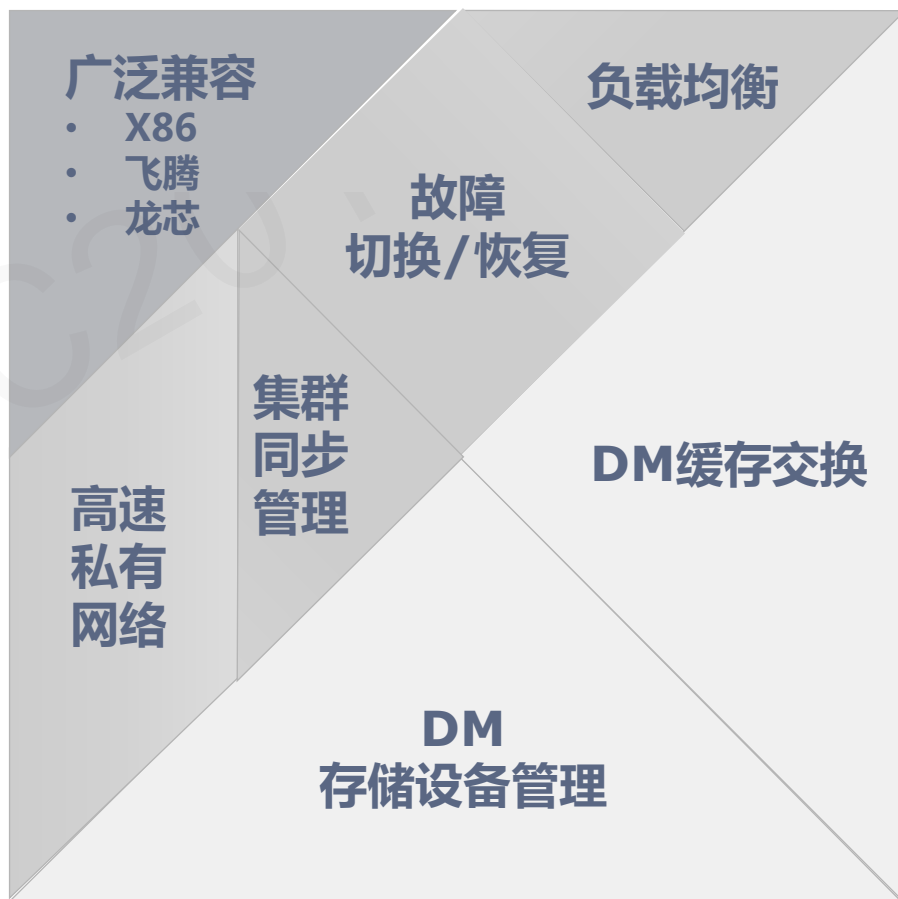 广泛兼容
• X86
• 飞腾
• 龙芯
负载均衡
故障
切换/恢复
集群
同步
管理
高速
私有
网络
DM缓存交换
DM
存储设备管理